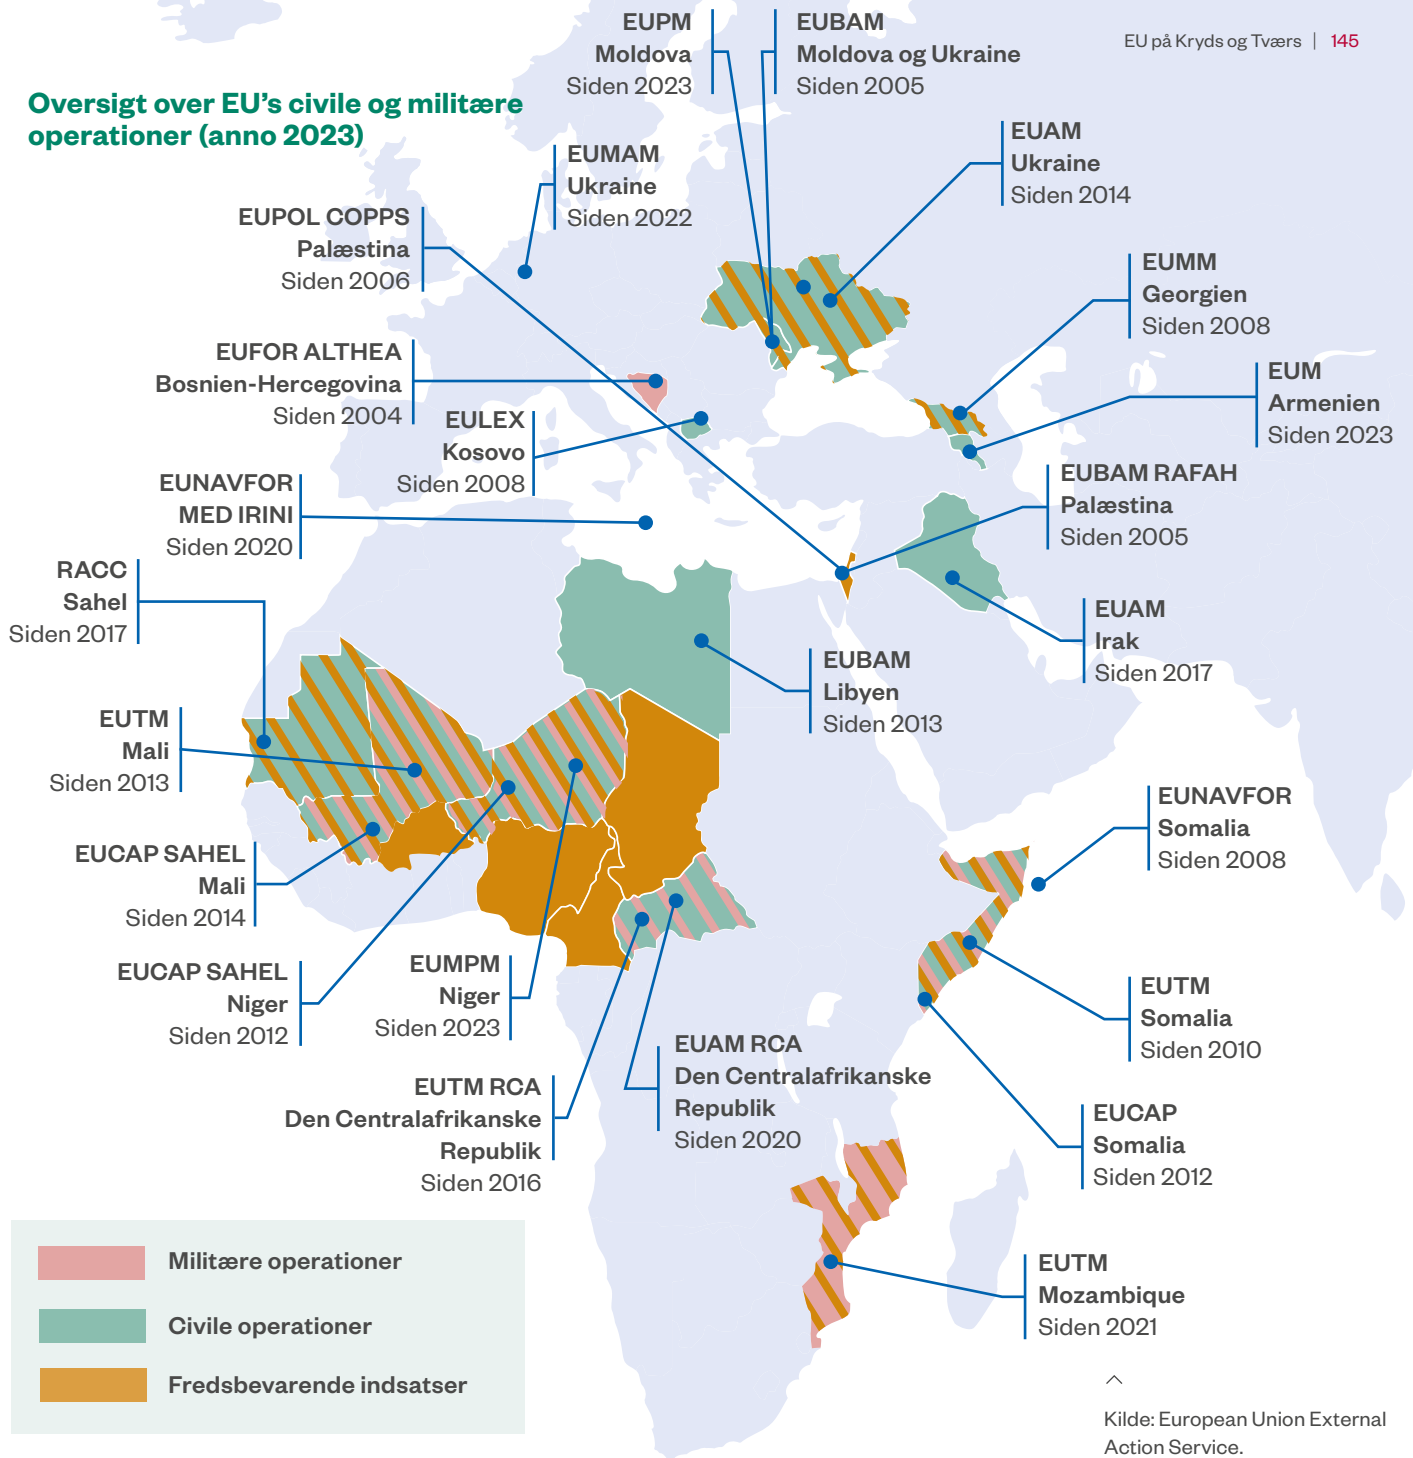 EU på Kryds og Tværs | 145
Oversigt over EU's civile og militære
operationer (anno 2023)
EUPM
Moldova
Siden 2023
EUBAM
Moldova og Ukraine
Siden 2005
EUAM
Ukraine
Siden 2014
EUMAM
Ukraine
Siden 2022
EUPOL COPPS
Palæstina
Siden 2006
EUMM
Georgien
Siden 2008
EUFOR ALTHEA
Bosnien-Hercegovina
Siden 2004
EUM
Armenien
Siden 2023
EULEX
Kosovo
Siden 2008
EUBAM RAFAH
Palæstina
Siden 2005
EUNAVFOR
MED IRINI
Siden 2020
RACC
Sahel
Siden 2017
EUAM
Irak
Siden 2017
EUBAM
Libyen
Siden 2013
EUTM
Mali
Siden 2013
EUNAVFOR
Somalia
Siden 2008
EUCAP SAHEL
Mali
Siden 2014
EUCAP SAHEL
Niger
Siden 2012
EUMPM
Niger
Siden 2023
EUTM
Somalia
Siden 2010
EUAM RCA
Den Centralafrikanske
Republik
Siden 2020
EUTM RCA
Den Centralafrikanske
Republik
Siden 2016
EUCAP
Somalia
Siden 2012
EUTM
Mozambique
Siden 2021
Militære operationer
Civile operationer
Fredsbevarende indsatser
Kilde: European Union External
Action Service.